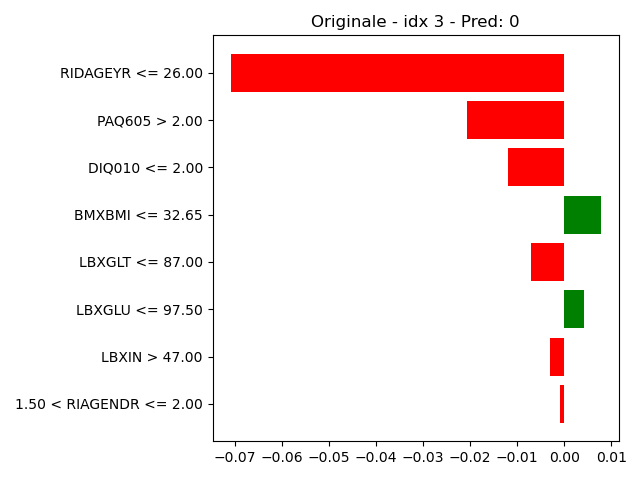 Originale - idx 3 - Pred: 0
RIDAGEYR <= 26.00
PAQ605 > 2.00
DIQ010 <= 2.00
BMXBMI <= 32.65
LBXGLT <= 87.00
LBXGLU <= 97.50
LBXIN > 47.00
1.50 < RIAGENDR <= 2.00
−0.07 −0.06 −0.05 −0.04 −0.03 −0.02 −0.01 0.00 0.01